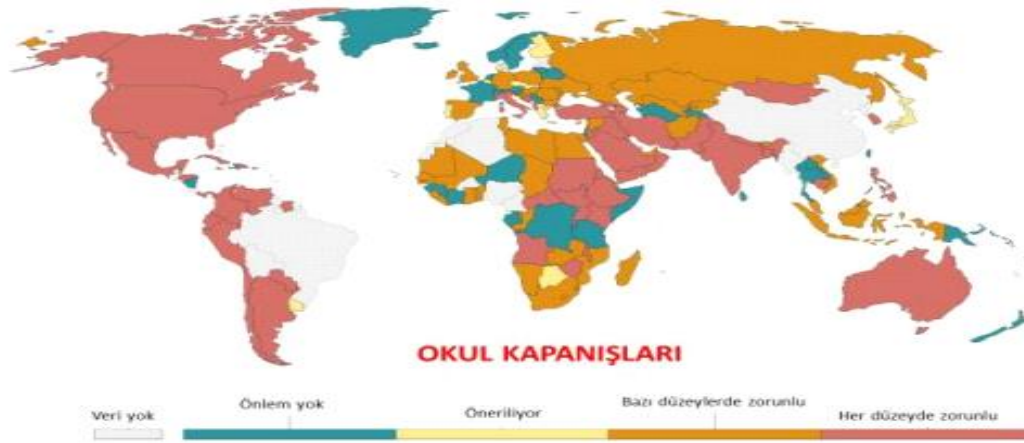 OKUL KAPANIŞLARI
Veri yok
Önlem yok
Öneriliyor
Bazı düzeylerde zorunlu
Her düzeyde zorunlu